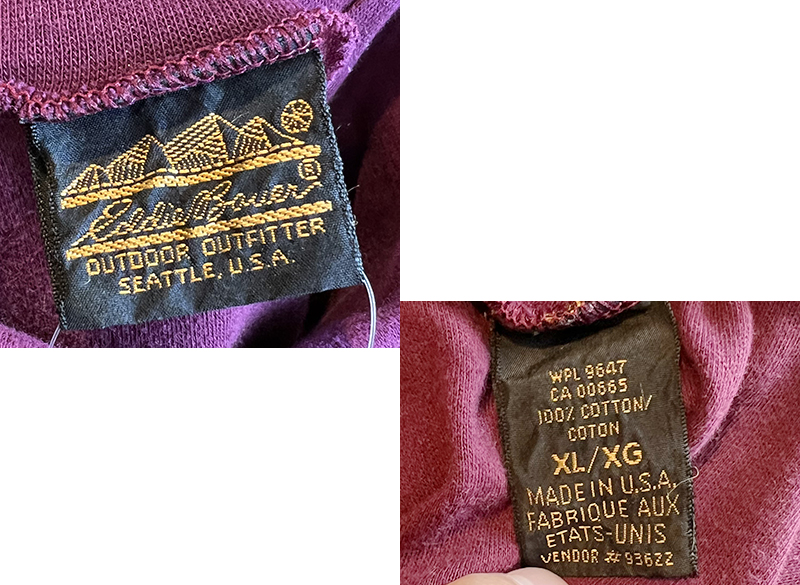 Eddie Bauer®
OUTDOOR OUTFITTER
SEATTLE, U.S.A.
WPL 9647
CA 00665
100% COTTON/
COTON
XL/XG
MADE IN U.S.A.
FABRIQUE AUX
ETATS-UNIS
VENDOR # 93622